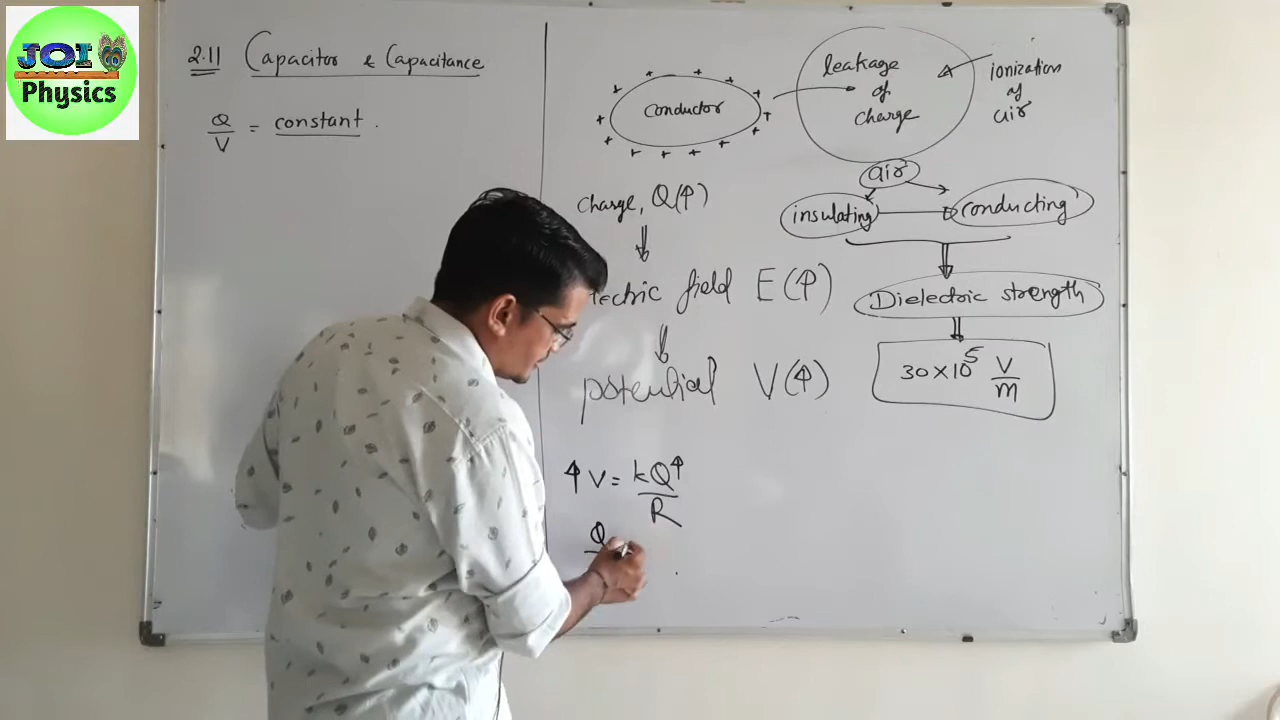 JOI
Physics
2.11 Capacitor & Capacitance
Q/V = constant.
conductor
leakage
of
charge
ionization
of
air
air
insulating
conducting
charge, Q(↑)
⇓
tectric field E(↑)
⇓
potential V(↑)
Dielectric strength
30×10⁵ V/m
↑ V = kQ↑/R
Q